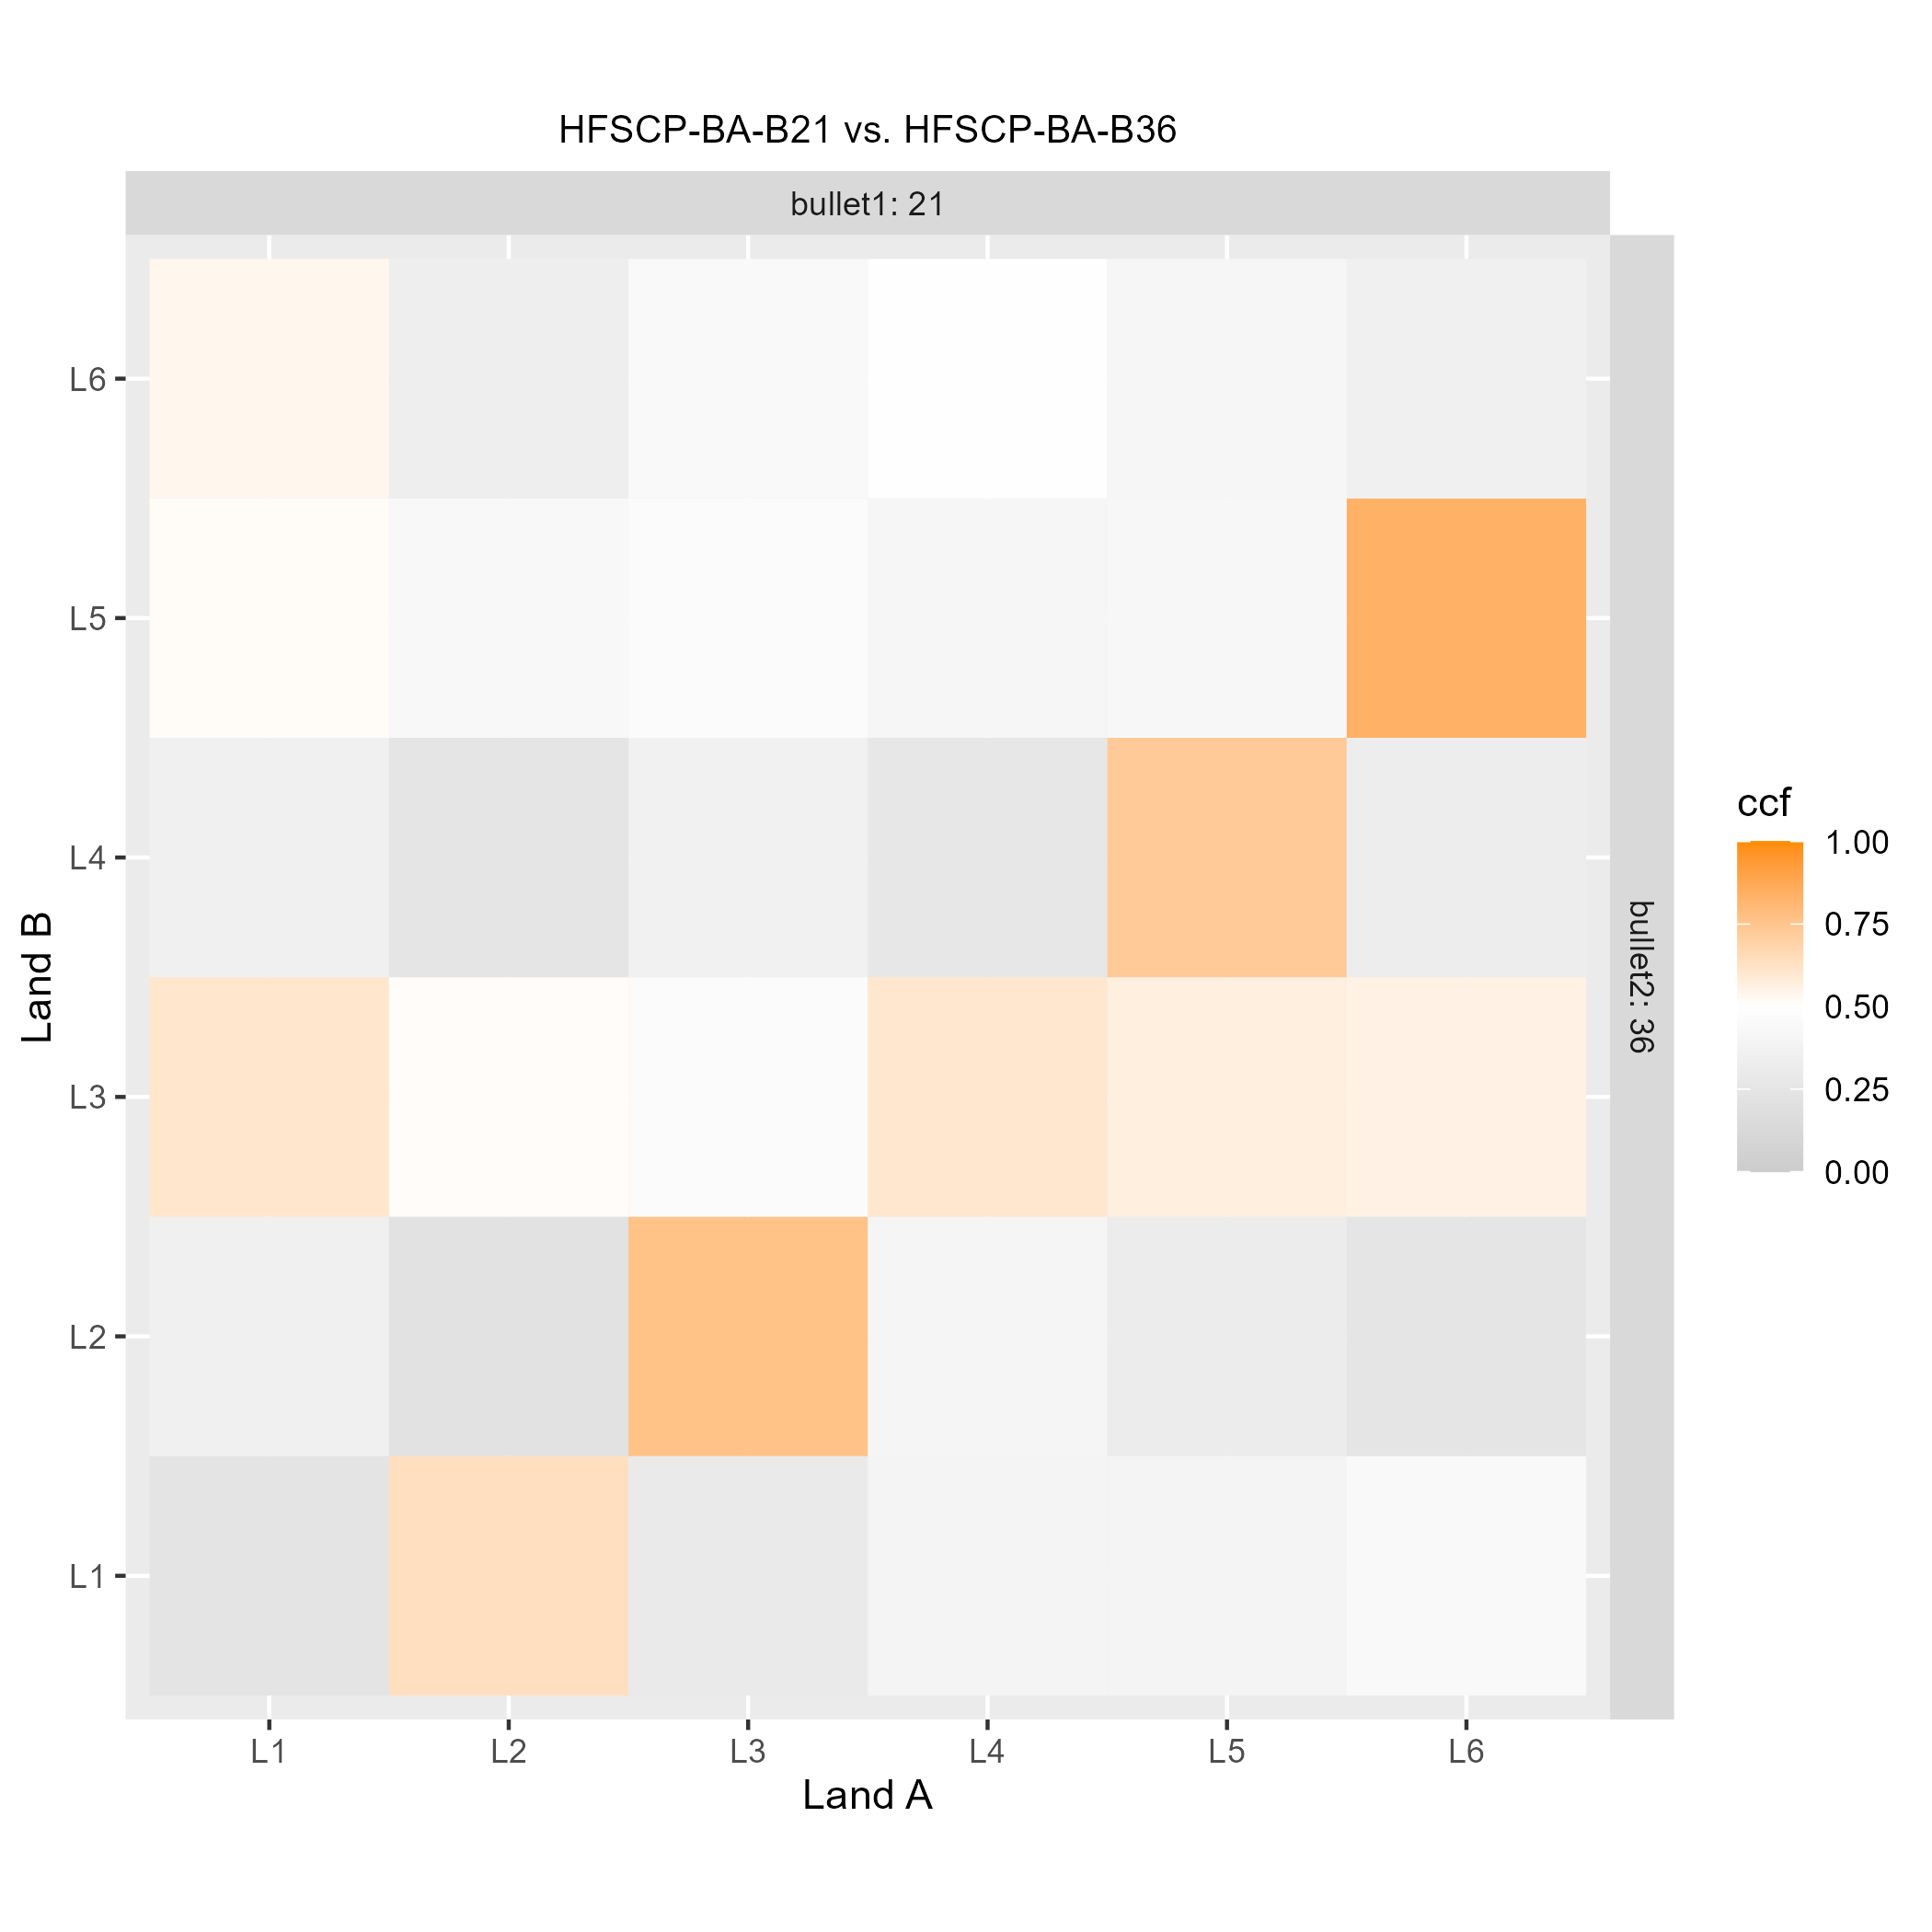 HFSCP-BA-B21 vs. HFSCP-BA-B36
bullet1: 21
L6
L5
L4
L3
L2
L1
Land B
bullet2: 36
L1
L2
L3
L4
L5
L6
Land A
ccf
1.00
0.75
0.50
0.25
0.00